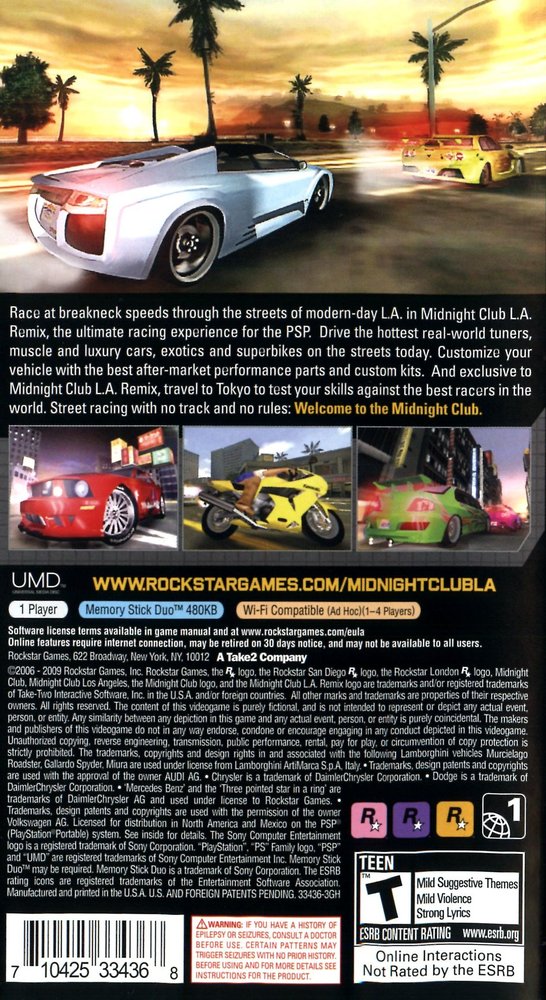 Race at breakneck speeds through the streets of modern-day L.A. in Midnight Club L.A.
Remix, the ultimate racing experience for the PSP. Drive the hottest real-world tuners,
muscle and luxury cars, exotics and superbikes on the streets today. Customize your
vehicle with the best after-market performance parts and custom kits. And exclusive to
Midnight Club L.A. Remix, travel to Tokyo to test your skills against the best racers in the
world. Street racing with no track and no rules: Welcome to the Midnight Club.
UMD™
UNIVERSAL MEDIA DISC
WWW.ROCKSTARGAMES.COM/MIDNIGHTCLUBLA
1 Player
Memory Stick Duo™ 480KB
Wi-Fi Compatible (Ad Hoc)(1-4 Players)
Software license terms available in game manual and at www.rockstargames.com/eula
Online features require internet connection, may be retired on 30 days notice, and may not be available to all users.
Rockstar Games, 622 Broadway, New York, NY, 10012 A Take2 Company
©2006 - 2009 Rockstar Games, Inc. Rockstar Games, the R logo, the Rockstar San Diego R logo, the Rockstar London R logo, Midnight
Club, Midnight Club Los Angeles, the Midnight Club logo, and the Midnight Club L.A. Remix logo are trademarks and/or registered trademarks
of Take-Two Interactive Software, Inc. in the U.S.A. and/or foreign countries. All other marks and trademarks are properties of their respective
owners. All rights reserved. The content of this videogame is purely fictional, and is not intended to represent or depict any actual event,
person, or entity. Any similarity between any depiction in this game and any actual event, person, or entity is purely coincidental. The makers
and publishers of this videogame do not in any way endorse, condone or encourage engaging in any conduct depicted in this videogame.
Unauthorized copying, reverse engineering, transmission, public performance, rental, pay for play, or circumvention of copy protection is
strictly prohibited. The trademarks, copyrights and design rights in and associated with the following Lamborghini vehicles Murcielago
Roadster, Gallardo Spyder, Miura are used under license from Lamborghini ArtiMarca S.p.A, Italy. • Trademarks, design patents and copyrights
are used with the approval of the owner AUDI AG. • Chrysler is a trademark of DaimlerChrysler Corporation. • Dodge is a trademark of
DaimlerChrysler Corporation. • 'Mercedes Benz' and the 'Three pointed star in a ring' are
trademarks of DaimlerChrysler AG and used under license to Rockstar Games. •
Trademarks, design patents and copyrights are used with the permission of the owner
Volkswagen AG. Licensed for distribution in North America and Mexico on the PSP®
(PlayStation®Portable) system. See inside for details. The Sony Computer Entertainment
logo is a registered trademark of Sony Corporation. "PlayStation", "PS" Family logo, "PSP"
and "UMD" are registered trademarks of Sony Computer Entertainment Inc. Memory Stick
Duo™ may be required. Memory Stick Duo is a trademark of Sony Corporation. The ESRB
rating icons are registered trademarks of the Entertainment Software Association.
Manufactured and printed in the U.S.A. U.S. AND FOREIGN PATENTS PENDING. 33436-3GH
R R R
1
TEEN
T
Mild Suggestive Themes
Mild Violence
Strong Lyrics
ESRB CONTENT RATING www.esrb.org
Online Interactions
Not Rated by the ESRB
7 10425 33436 8
WARNING: IF YOU HAVE A HISTORY OF
EPILEPSY OR SEIZURES, CONSULT A DOCTOR
BEFORE USE. CERTAIN PATTERNS MAY
TRIGGER SEIZURES WITH NO PRIOR HISTORY.
BEFORE USING AND FOR MORE DETAILS SEE
INSTRUCTIONS FOR THE PRODUCT.